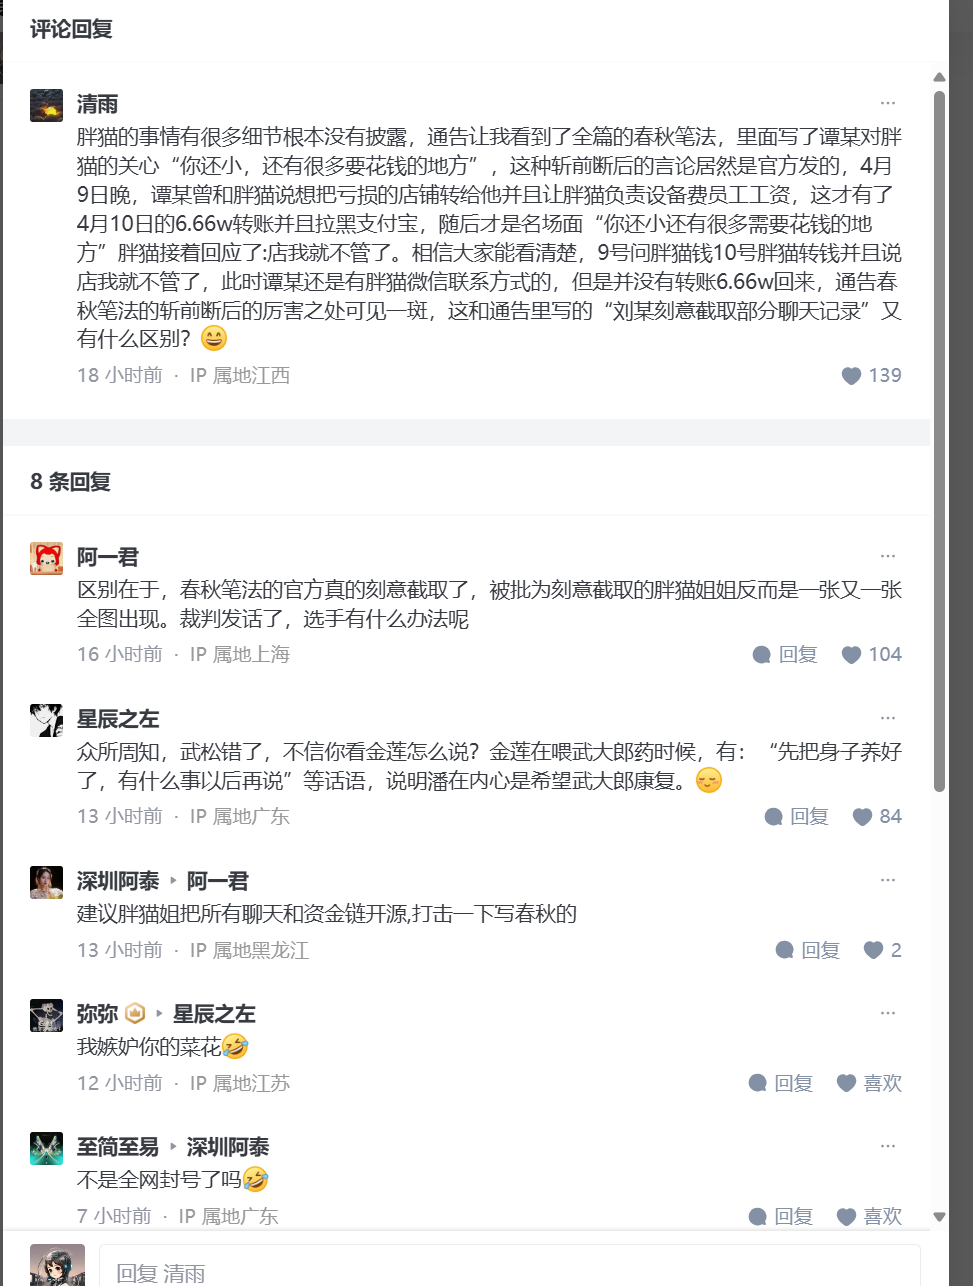 评论回复
清雨
胖猫的事情有很多细节根本没有披露，通告让我看到了全篇的春秋笔法，里面写了谭某对胖
猫的关心“你还小，还有很多要花钱的地方”，这种斩前断后的言论居然是官方发的，4月
9日晚，谭某曾和胖猫说想把亏损的店铺转给他并且让胖猫负责设备费员工工资，这才有了
4月10日的6.66w转账并且拉黑支付宝，随后才是名场面“你还小还有很多需要花钱的地
方”胖猫接着回应了:店我就不管了。相信大家能看清楚，9号问胖猫钱10号胖猫转钱并且说
店我就不管了，此时谭某还是有胖猫微信联系方式的，但是并没有转账6.66w回来，通告春
秋笔法的斩前断后的厉害之处可见一斑，这和通告里写的“刘某刻意截取部分聊天记录”又
有什么区别？😄
18 小时前 · IP 属地江西 139
8 条回复
阿一君
区别在于，春秋笔法的官方真的刻意截取了，被批为刻意截取的胖猫姐姐反而是一张又一张
全图出现。裁判发话了，选手有什么办法呢
16 小时前 · IP 属地上海 回复 104
星辰之左
众所周知，武松错了，不信你看金莲怎么说？金莲在喂武大郎药时候，有：“先把身子养好
了，有什么事以后再说”等话语，说明潘在内心是希望武大郎康复。😌
13 小时前 · IP 属地广东 回复 84
深圳阿泰 ▸ 阿一君
建议胖猫姐把所有聊天和资金链开源,打击一下写春秋的
13 小时前 · IP 属地黑龙江 回复 2
弥弥 ▸ 星辰之左
我嫉妒你的菜花🤣
12 小时前 · IP 属地江苏 回复 喜欢
至简至易 ▸ 深圳阿泰
不是全网封号了吗🤣
7 小时前 · IP 属地广东 回复 喜欢
回复 清雨